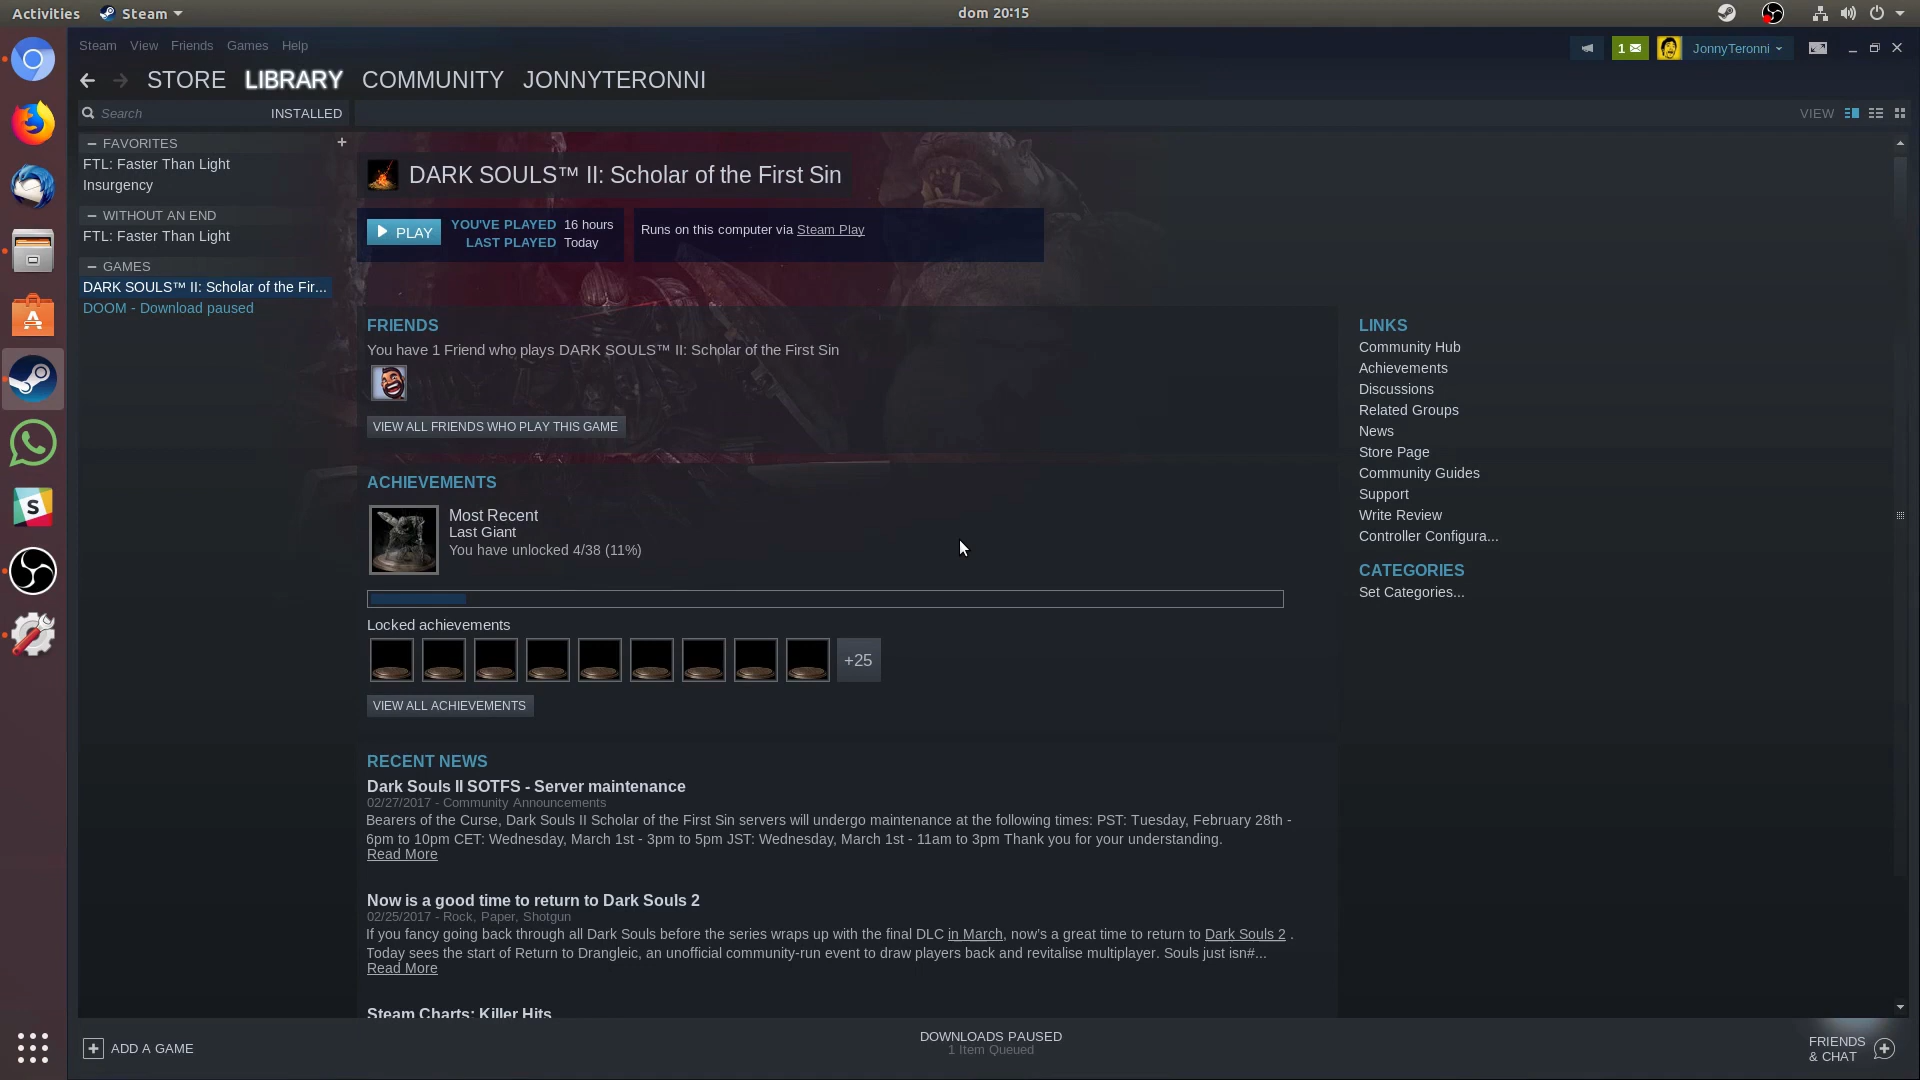 Activities Steam dom 20:15
Steam View Friends Games Help 1 JonnyTeronni
STORE LIBRARY COMMUNITY JONNYTERONNI
Search INSTALLED VIEW
FAVORITES +
FTL: Faster Than Light
Insurgency
WITHOUT AN END
FTL: Faster Than Light
GAMES
DARK SOULS™ II: Scholar of the Fir...
DOOM - Download paused
DARK SOULS™ II: Scholar of the First Sin
PLAY
YOU'VE PLAYED 16 hours
LAST PLAYED Today
Runs on this computer via Steam Play
FRIENDS
You have 1 Friend who plays DARK SOULS™ II: Scholar of the First Sin
VIEW ALL FRIENDS WHO PLAY THIS GAME
ACHIEVEMENTS
Most Recent
Last Giant
You have unlocked 4/38 (11%)
Locked achievements
+25
VIEW ALL ACHIEVEMENTS
RECENT NEWS
Dark Souls II SOTFS - Server maintenance
02/27/2017 - Community Announcements
Bearers of the Curse, Dark Souls II Scholar of the First Sin servers will undergo maintenance at the following times: PST: Tuesday, February 28th -
6pm to 10pm CET: Wednesday, March 1st - 3pm to 5pm JST: Wednesday, March 1st - 11am to 3pm Thank you for your understanding.
Read More
Now is a good time to return to Dark Souls 2
02/25/2017 - Rock, Paper, Shotgun
If you fancy going back through all Dark Souls before the series wraps up with the final DLC in March, now's a great time to return to Dark Souls 2 .
Today sees the start of Return to Drangleic, an unofficial community-run event to draw players back and revitalise multiplayer. Souls just isn#...
Read More
Steam Charts: Killer Hits
LINKS
Community Hub
Achievements
Discussions
Related Groups
News
Store Page
Community Guides
Support
Write Review
Controller Configura...
CATEGORIES
Set Categories...
ADD A GAME
DOWNLOADS PAUSED
1 Item Queued
FRIENDS
& CHAT